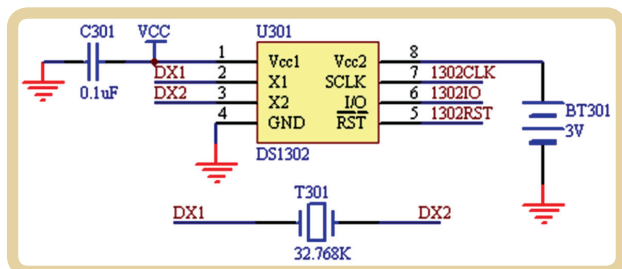 C301
VCC
U301
0.1uF
DX1
DX2
1
2
3
4
Vcc1
X1
X2
GND
Vcc2
SCLK
I/O
RST
8
7
6
5
1302CLK
1302IO
1302RST
BT301
3V
DS1302
T301
DX1
DX2
32.768K